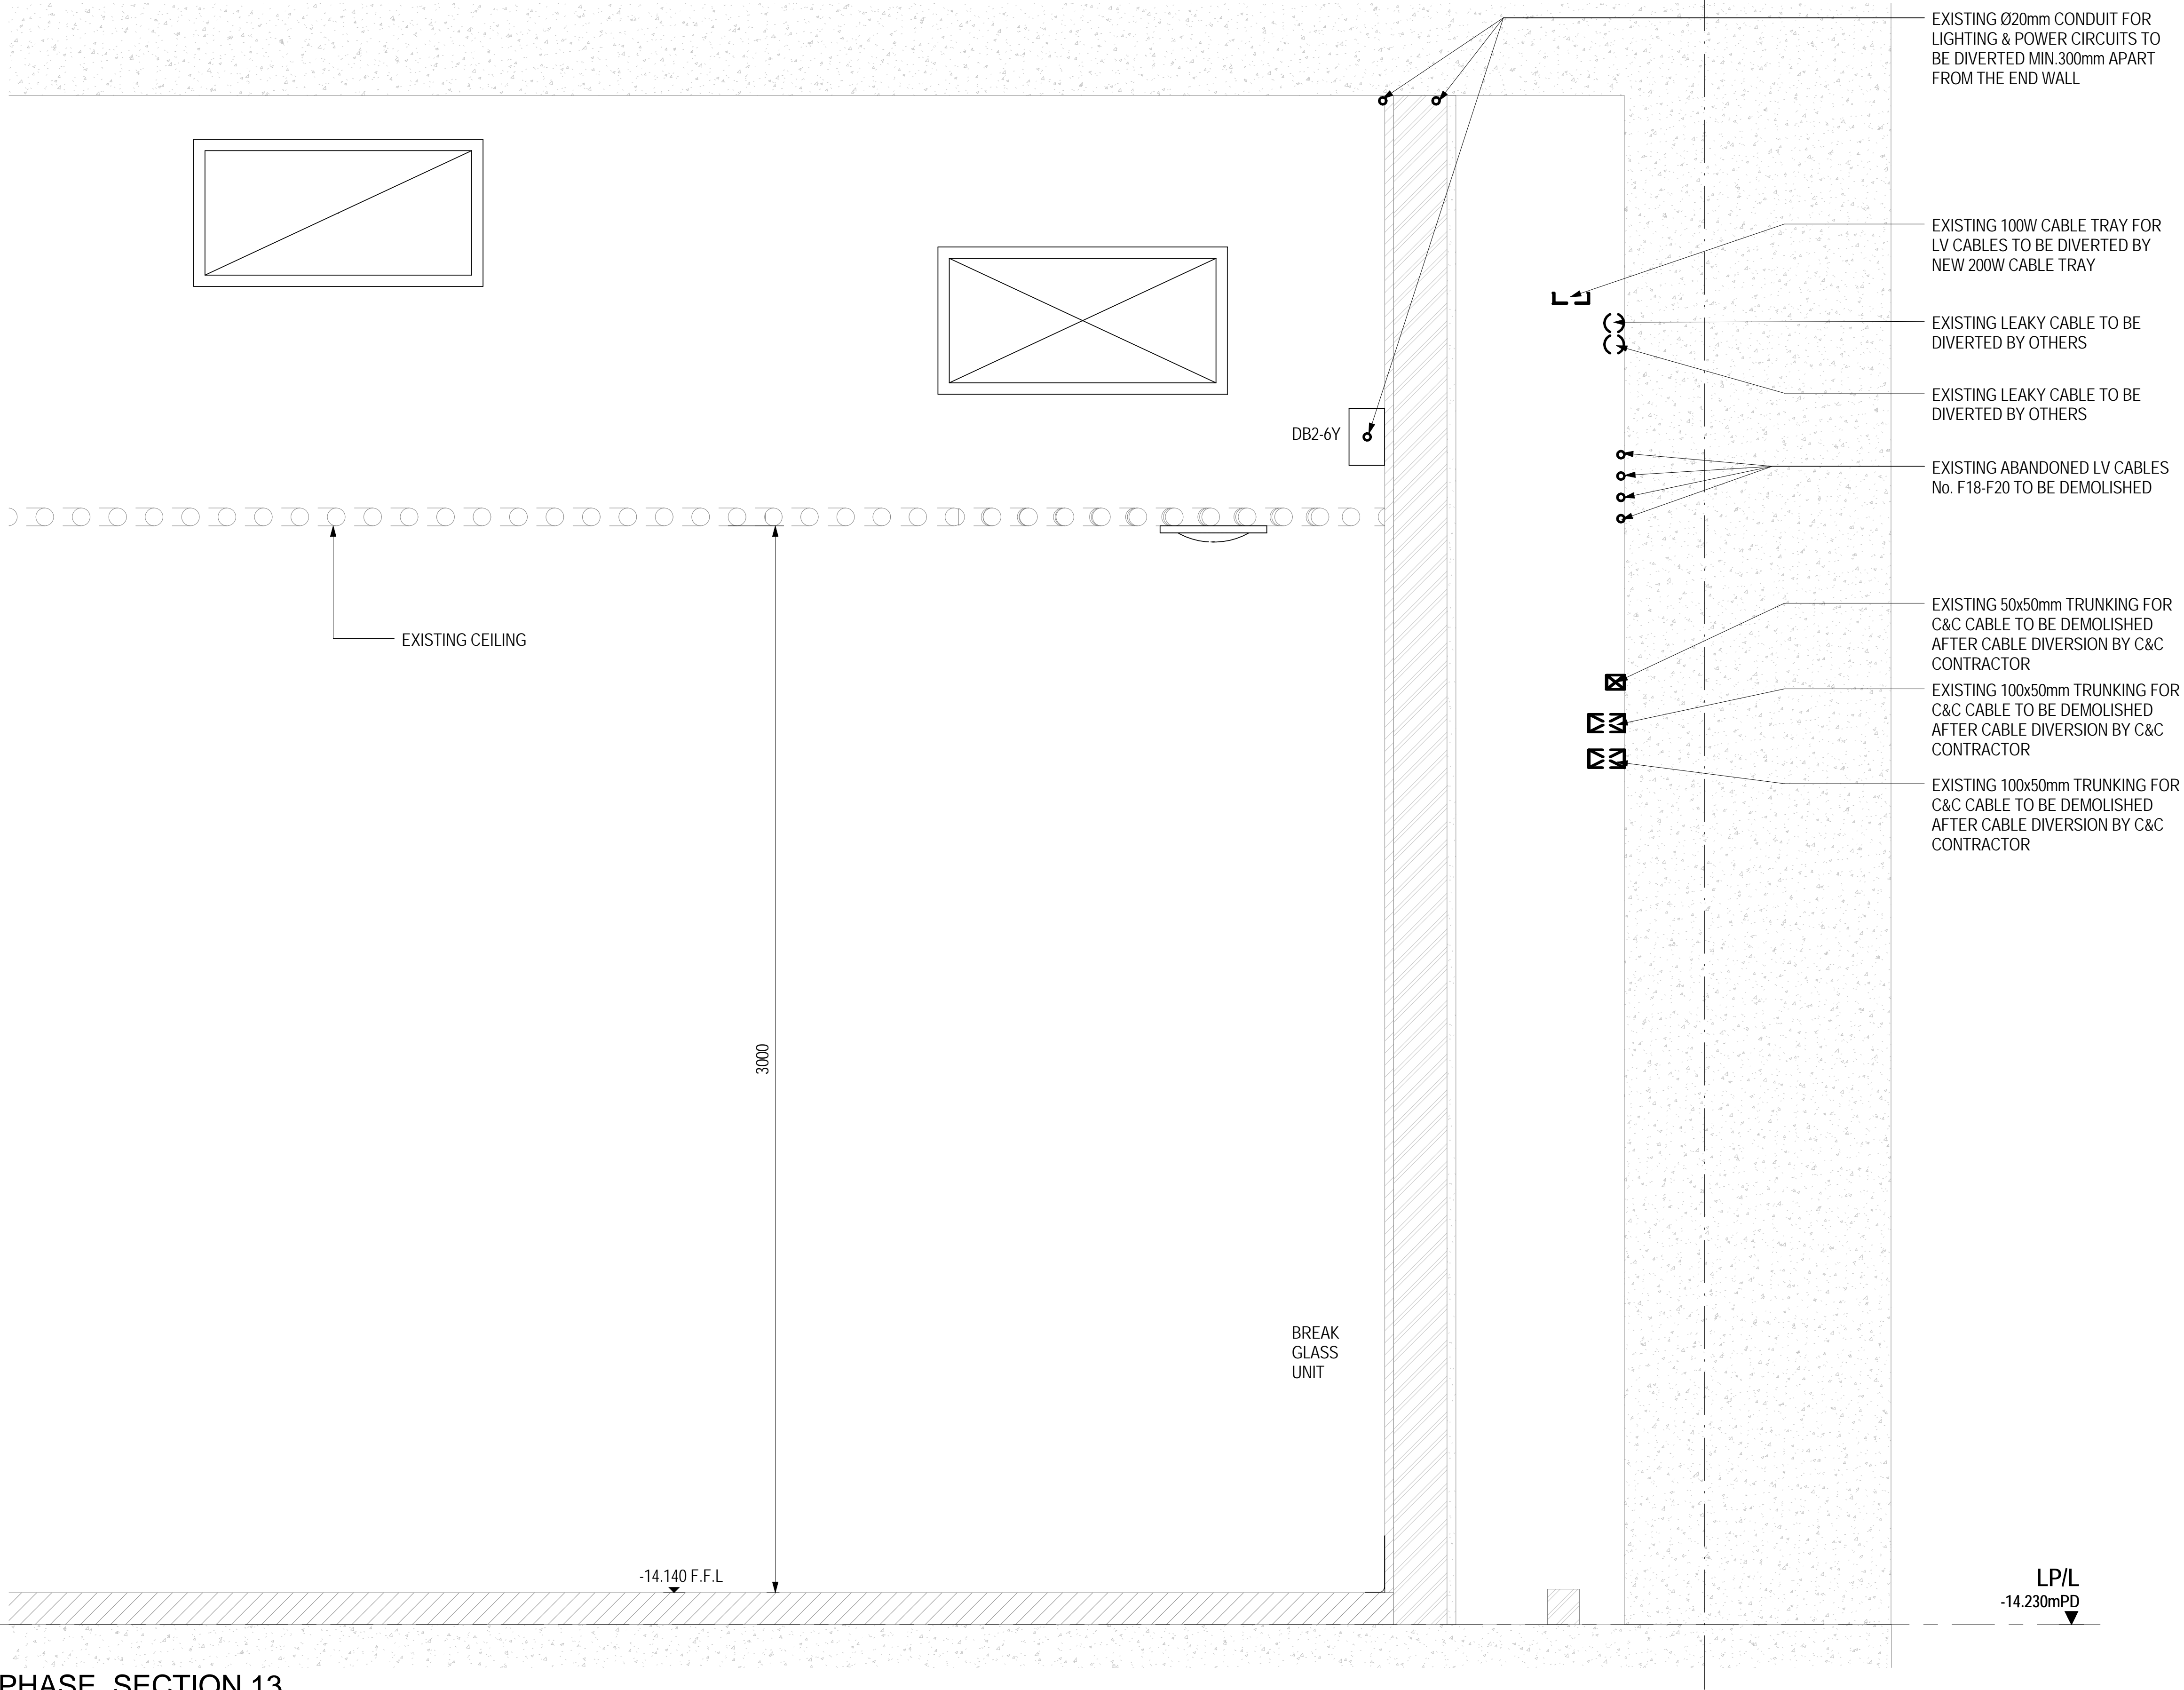 EXISTING Ø20mm CONDUIT FOR
LIGHTING & POWER CIRCUITS TO
BE DIVERTED MIN.300mm APART
FROM THE END WALL
EXISTING 100W CABLE TRAY FOR
LV CABLES TO BE DIVERTED BY
NEW 200W CABLE TRAY
EXISTING LEAKY CABLE TO BE
DIVERTED BY OTHERS
EXISTING LEAKY CABLE TO BE
DIVERTED BY OTHERS
DB2-6Y
EXISTING ABANDONED LV CABLES
No. F18-F20 TO BE DEMOLISHED
EXISTING CEILING
EXISTING 50x50mm TRUNKING FOR
C&C CABLE TO BE DEMOLISHED
AFTER CABLE DIVERSION BY C&C
CONTRACTOR
EXISTING 100x50mm TRUNKING FOR
C&C CABLE TO BE DEMOLISHED
AFTER CABLE DIVERSION BY C&C
CONTRACTOR
EXISTING 100x50mm TRUNKING FOR
C&C CABLE TO BE DEMOLISHED
AFTER CABLE DIVERSION BY C&C
CONTRACTOR
3000
BREAK
GLASS
UNIT
-14.140 F.F.L
LP/L
-14.230mPD
PHASE SECTION 13